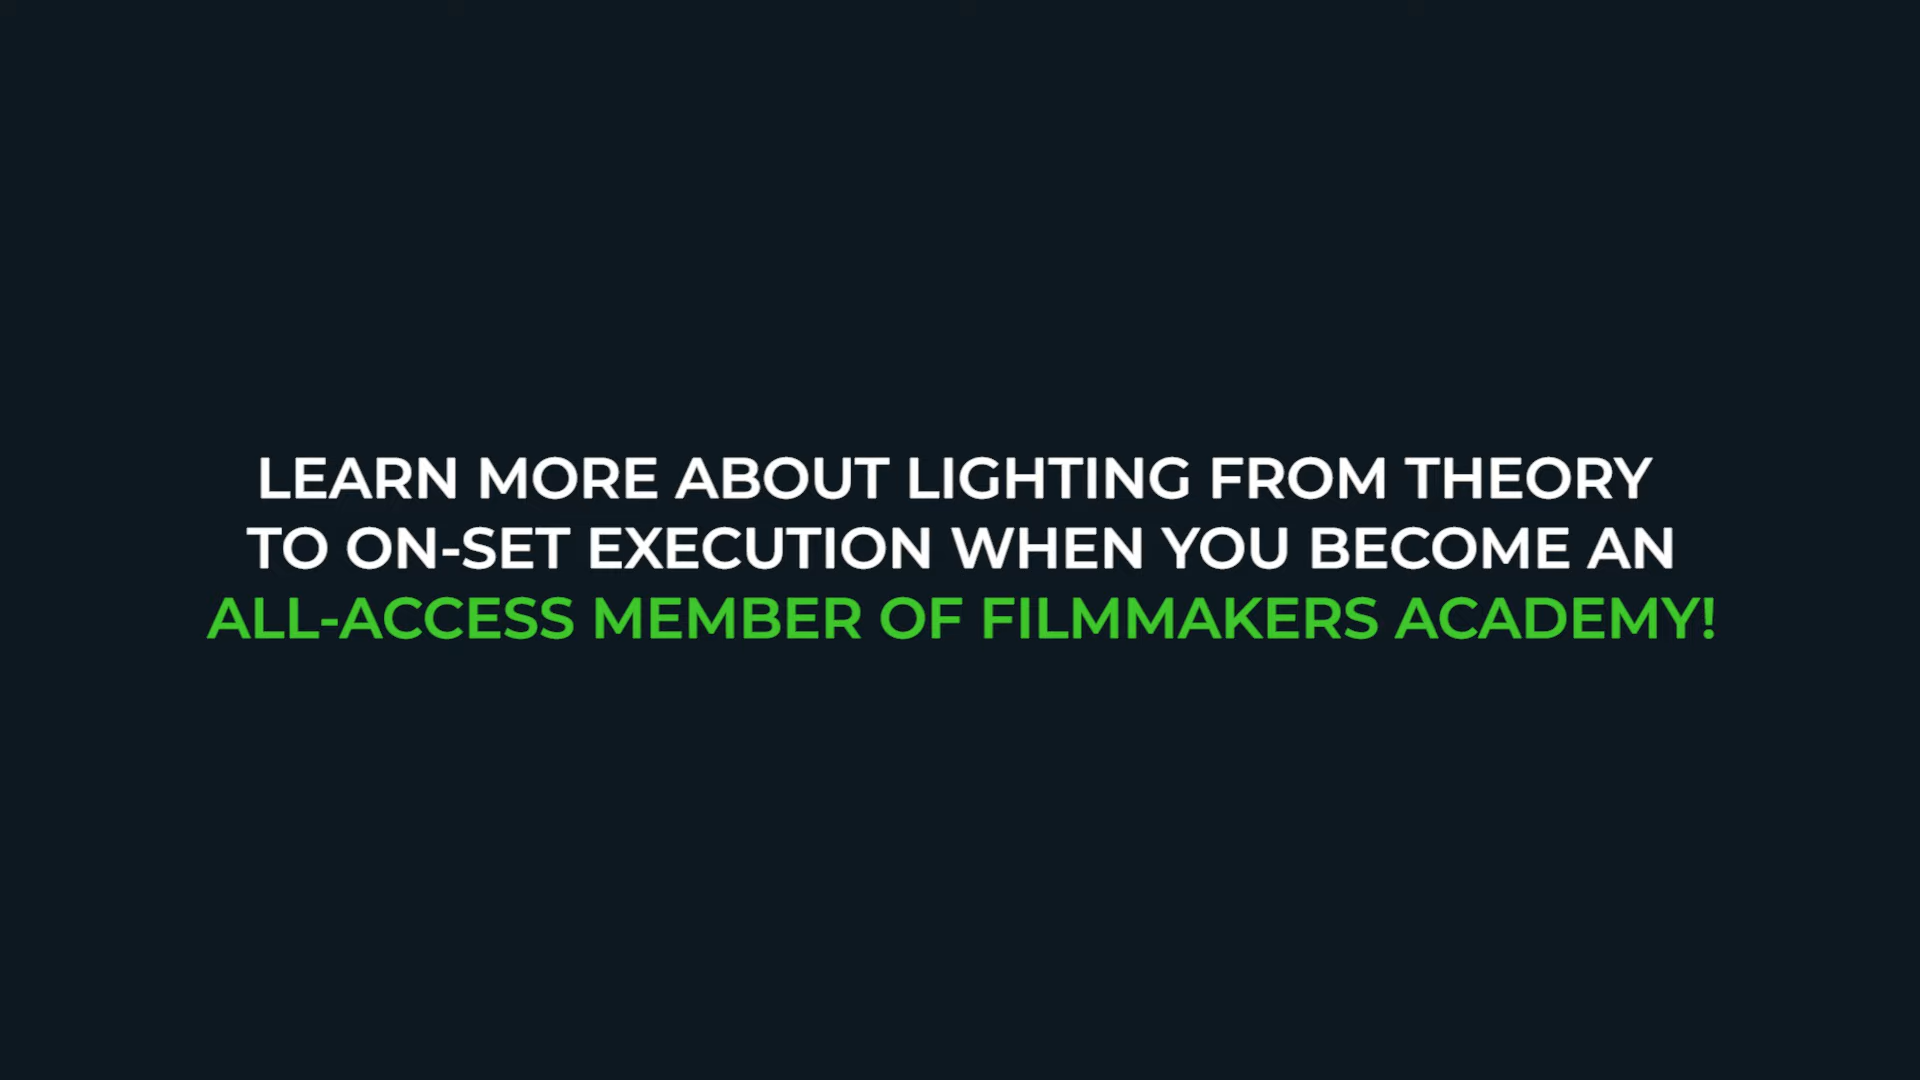 LEARN MORE ABOUT LIGHTING FROM THEORY
TO ON-SET EXECUTION WHEN YOU BECOME AN
ALL-ACCESS MEMBER OF FILMMAKERS ACADEMY!